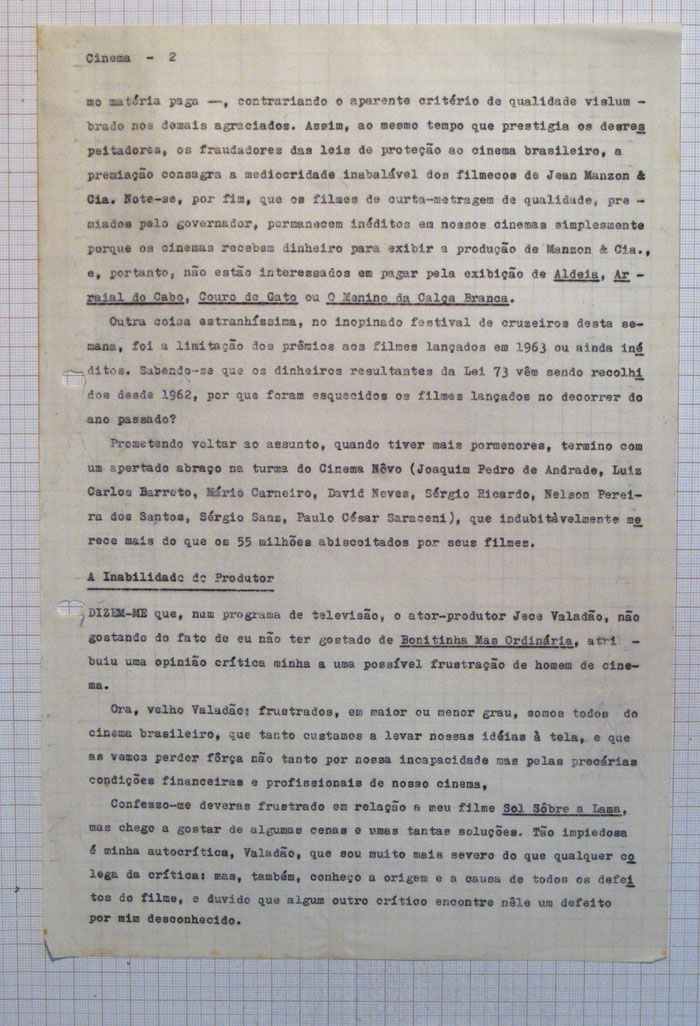 Cinema - 2
mo matéria paga —, contrariando o aparente critério de qualidade vislum -
brado nos demais agraciados. Assim, ao mesmo tempo que prestigia os desres
peitadores, os fraudadores das leis de proteção ao cinema brasileiro, a
premiação consagra a mediocridade inabalável dos filmecos de Jean Manzon &
Cia. Note-se, por fim, que os filmes de curta-metragem de qualidade, pre -
miados pelo governador, permanecem inéditos em nossos cinemas simplesmente
porque os cinemas recebem dinheiro para exibir a produção de Manzon & Cia.,
e, portanto, não estão interessados em pagar pela exibição de Aldeia, Ar -
raial do Cabo, Couro de Gato ou O Menino da Calça Branca.
Outra coisa estranhíssima, no inopinado festival de cruzeiros desta se-
mana, foi a limitação dos prêmios aos filmes lançados em 1963 ou ainda iné
ditos. Sabendo-se que os dinheiros resultantes da Lei 73 vêm sendo recolhi
dos desde 1962, por que foram esquecidos os filmes lançados no decorrer do
ano passado?
Prometendo voltar ao assunto, quando tiver mais pormenores, termino com
um apertado abraço na turma do Cinema Nôvo (Joaquim Pedro de Andrade, Luiz
Carlos Barreto, Mário Carneiro, David Neves, Sérgio Ricardo, Nelson Perei-
ra dos Santos, Sérgio Sanz, Paulo César Saraceni), que indubitàvelmente me
rece mais do que os 55 milhões abiscoitados por seus filmes.
A Inabilidade do Produtor
DIZEM-ME que, num programa de televisão, o ator-produtor Jece Valadão, não
gostando do fato de eu não ter gostado de Bonitinha Mas Ordinária, atri -
buiu uma opinião crítica minha a uma possível frustração de homem de cine-
ma.
Ora, velho Valadão: frustrados, em maior ou menor grau, somos todos do
cinema brasileiro, que tanto custamos a levar nossas idéias à tela, e que
as vemos perder fôrça não tanto por nossa incapacidade mas pelas precárias
condições financeiras e profissionais de nosso cinema,
Confesso-me deveras frustrado em relação a meu filme Sol Sôbre a Lama,
mas chego a gostar de algumas cenas e umas tantas soluções. Tão impiedosa
é minha autocrítica, Valadão, que sou muito mais severo do que qualquer co
lega da crítica: mas, também, conheço a origem e a causa de todos os defei
tos do filme, e duvido que algum outro crítico encontre nêle um defeito
por mim desconhecido.